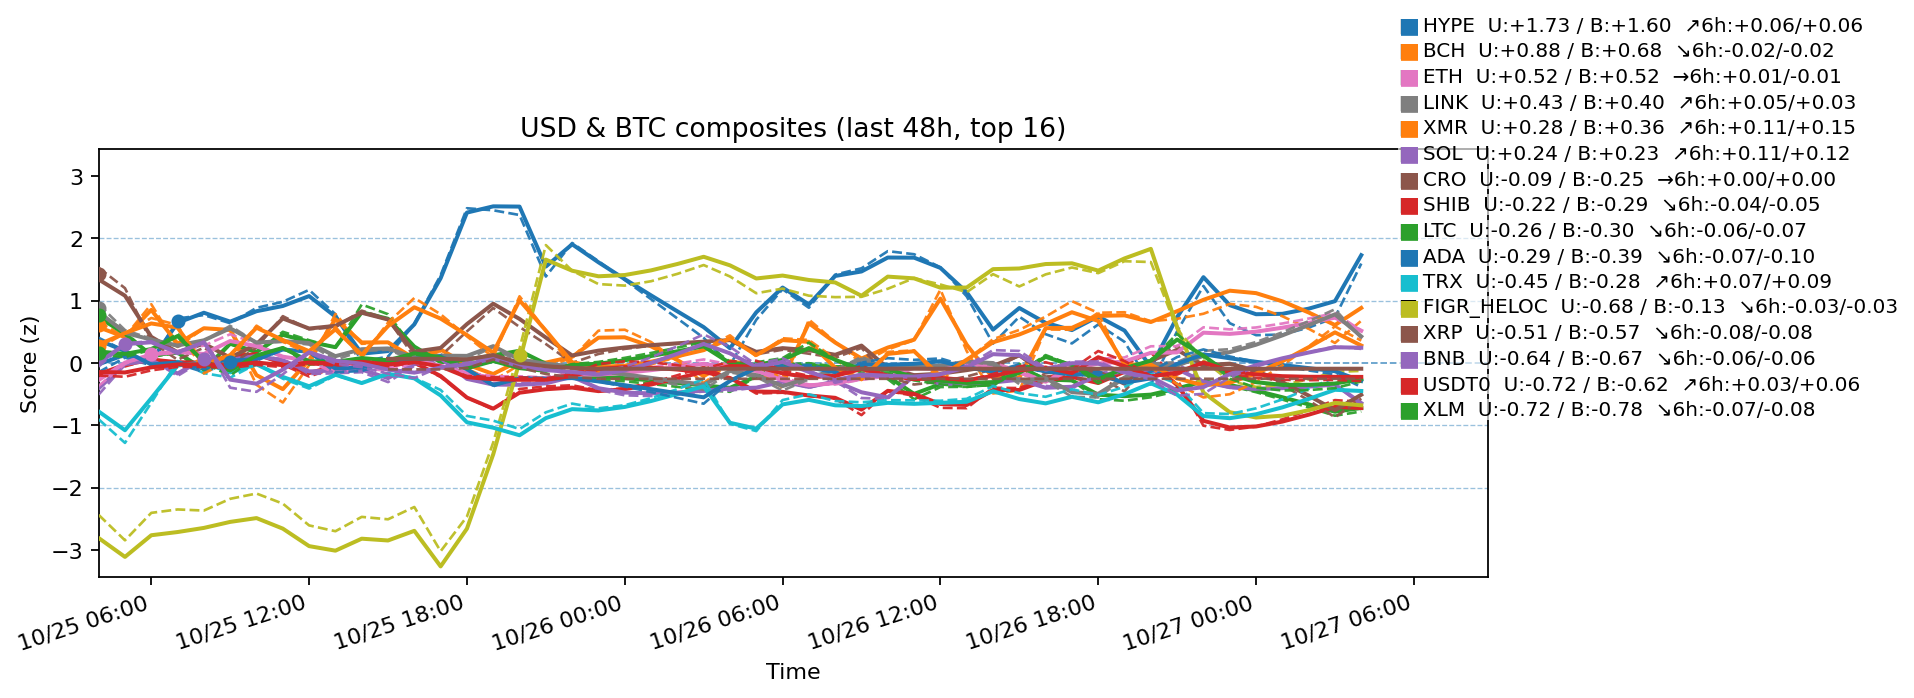 HYPE  U:+1.73 / B:+1.60  ↗6h:+0.06/+0.06
BCH  U:+0.88 / B:+0.68  ↘6h:-0.02/-0.02
ETH  U:+0.52 / B:+0.52  →6h:+0.01/-0.01
LINK  U:+0.43 / B:+0.40  ↗6h:+0.05/+0.03
XMR  U:+0.28 / B:+0.36  ↗6h:+0.11/+0.15
SOL  U:+0.24 / B:+0.23  ↗6h:+0.11/+0.12
CRO  U:-0.09 / B:-0.25  →6h:+0.00/+0.00
SHIB  U:-0.22 / B:-0.29  ↘6h:-0.04/-0.05
LTC  U:-0.26 / B:-0.30  ↘6h:-0.06/-0.07
ADA  U:-0.29 / B:-0.39  ↘6h:-0.07/-0.10
TRX  U:-0.45 / B:-0.28  ↗6h:+0.07/+0.09
FIGR_HELOC  U:-0.68 / B:-0.13  ↘6h:-0.03/-0.03
XRP  U:-0.51 / B:-0.57  ↘6h:-0.08/-0.08
BNB  U:-0.64 / B:-0.67  ↘6h:-0.06/-0.06
USDT0  U:-0.72 / B:-0.62  ↗6h:+0.03/+0.06
XLM  U:-0.72 / B:-0.78  ↘6h:-0.07/-0.08
USD & BTC composites (last 48h, top 16)
Score (z)
3
2
1
0
−1
−2
−3
10/25 06:00
10/25 12:00
10/25 18:00
10/26 00:00
10/26 06:00
10/26 12:00
10/26 18:00
10/27 00:00
10/27 06:00
Time